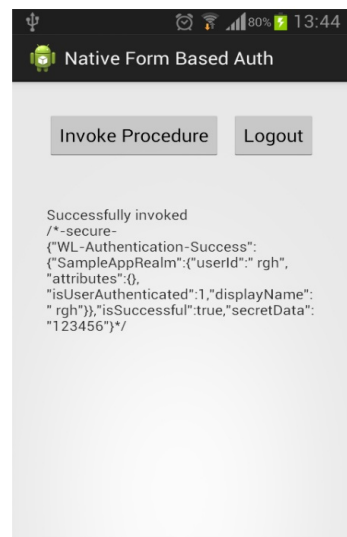 80% 13:44
Native Form Based Auth
Invoke Procedure Logout
Successfully invoked
/*-secure-
{"WL-Authentication-Success":
{"SampleAppRealm":{"userId":" rgh",
"attributes":{},
"isUserAuthenticated":1,"displayName":
" rgh"}},"isSuccessful":true,"secretData":
"123456"}*/